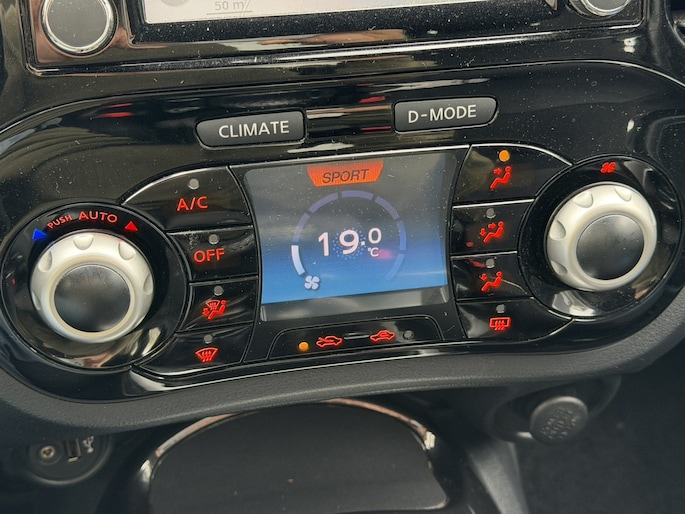 50 m
CLIMATE
D-MODE
SPORT
A/C
PUSH AUTO
OFF
19.0
°C